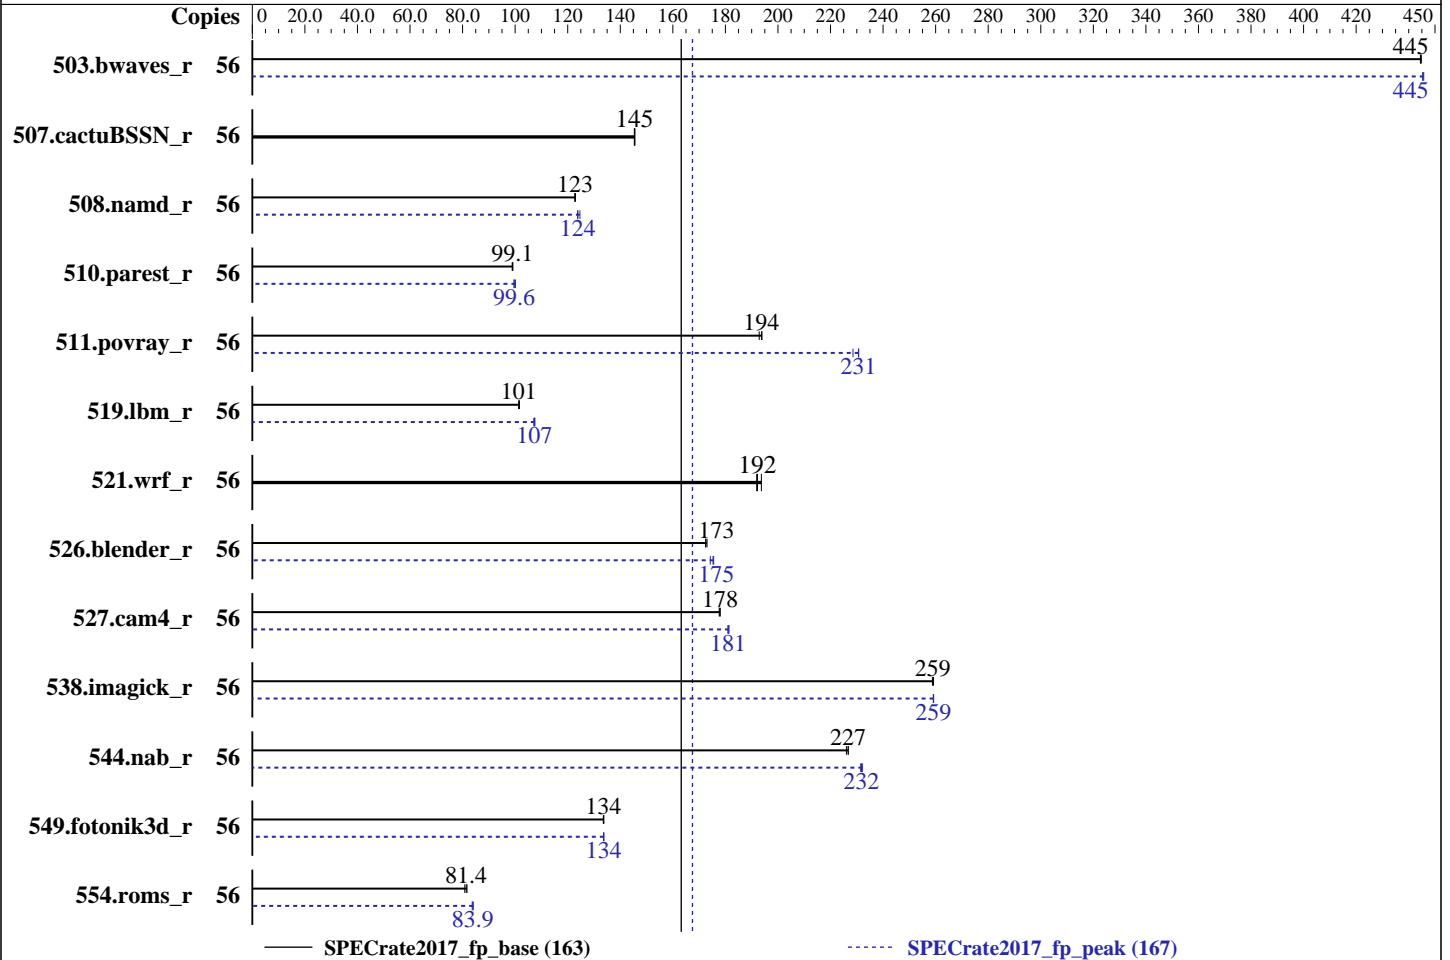 Copies 0 20.0 40.0 60.0 80.0 100 120 140 160 180 200 220 240 260 280 300 320 340 360 380 400 420 450
445
503.bwaves_r 56
445
145
507.cactuBSSN_r 56
123
508.namd_r 56
124
99.1
510.parest_r 56
99.6
194
511.povray_r 56
231
101
519.lbm_r 56
107
192
521.wrf_r 56
173
526.blender_r 56
175
178
527.cam4_r 56
181
259
538.imagick_r 56
259
227
544.nab_r 56
232
134
549.fotonik3d_r 56
134
81.4
554.roms_r 56
83.9
SPECrate2017_fp_base (163) SPECrate2017_fp_peak (167)